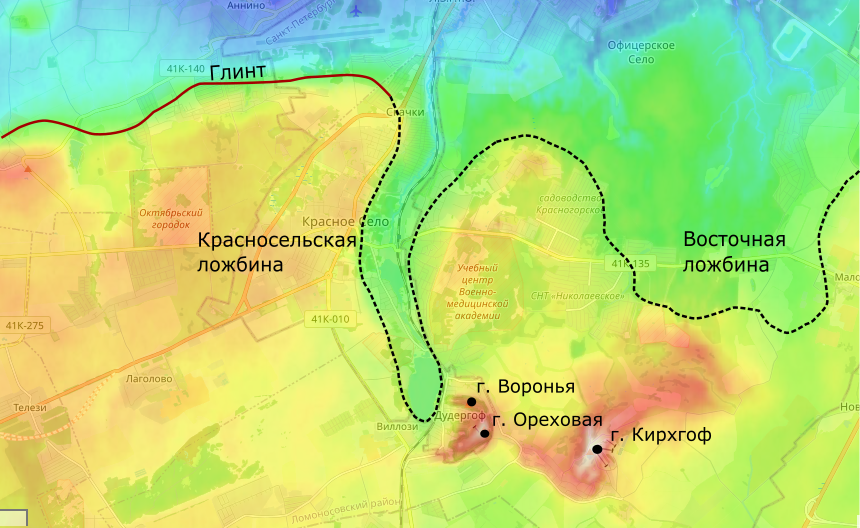 Аннино
Санкт-Петербург
Офицерское
Село
41К-140
Глинт
Скачки
Октябрьский
городок
Красное Село
Красносельская
ложбина
садоводство
Красногорское
Восточная
ложбина
41К-135
Учебный
центр
Военно-
медицинской
академии
СНТ «Николаевское»
41К-275
41К-010
Лаголово
Телези
г. Воронья
Дудергоф
г. Ореховая
Виллози
г. Кирхгоф
Ломоносовский район